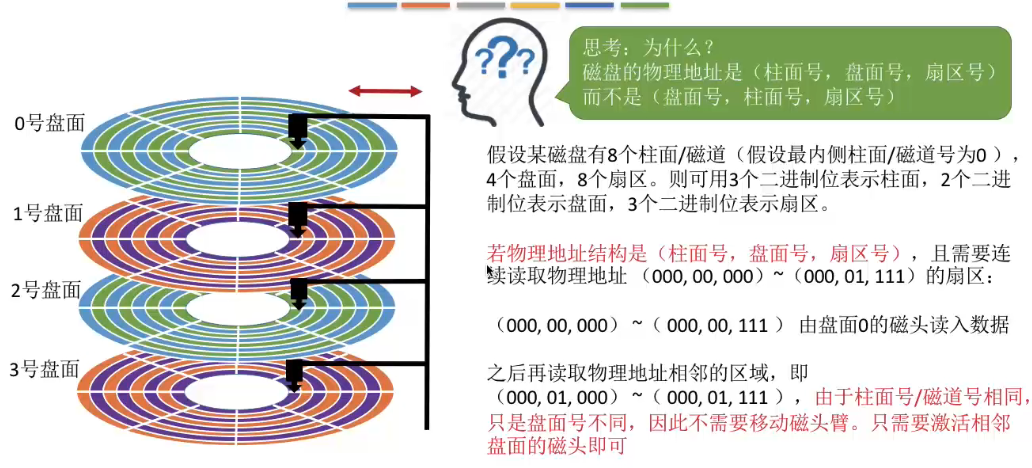 思考：为什么？
磁盘的物理地址是（柱面号，盘面号，扇区号）
而不是（盘面号，柱面号，扇区号）
???
0号盘面
1号盘面
2号盘面
3号盘面
假设某磁盘有8个柱面/磁道（假设最内侧柱面/磁道号为0 ），
4个盘面，8个扇区。则可用3个二进制位表示柱面，2个二进
制位表示盘面，3个二进制位表示扇区。
若物理地址结构是（柱面号，盘面号，扇区号），且需要连
续读取物理地址 （000, 00, 000）~（000, 01, 111）的扇区：
（000, 00, 000） ~（ 000, 00, 111 ） 由盘面0的磁头读入数据
之后再读取物理地址相邻的区域，即
（000, 01, 000） ~（ 000, 01, 111 ），由于柱面号/磁道号相同，
只是盘面号不同，因此不需要移动磁头臂。只需要激活相邻
盘面的磁头即可